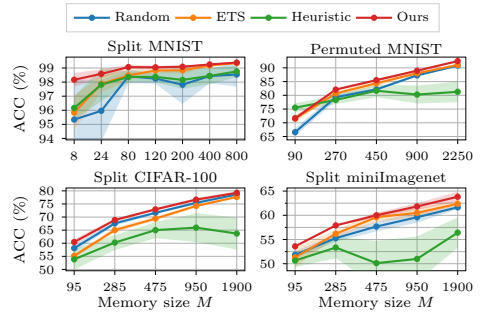 Random ETS Heuristic Ours
Split MNIST
ACC (%)
99
98
97
96
95
94
8 24 80 120 200 400 800
Permuted MNIST
90
85
80
75
70
65
90 270 450 900 2250
Split CIFAR-100
ACC (%)
80
75
70
65
60
55
50
95 285 475 950 1900
Memory size M
Split miniImagenet
65
60
55
50
95 285 475 950 1900
Memory size M